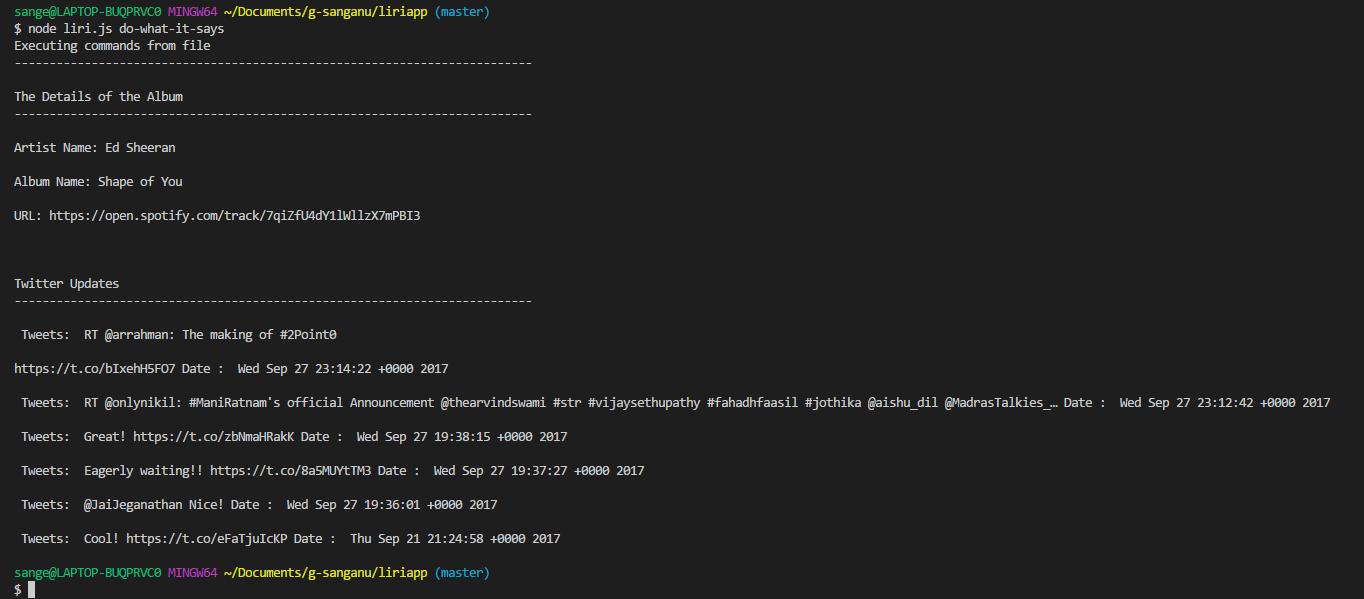 sange@LAPTOP-BUQPRVC0 MINGW64 ~/Documents/g-sanganu/liriapp (master)
$ node liri.js do-what-it-says
Executing commands from file
--------------------------------------------------------------------------
The Details of the Album
--------------------------------------------------------------------------
Artist Name: Ed Sheeran
Album Name: Shape of You
URL: https://open.spotify.com/track/7qiZfU4dY1lWllzX7mPBI3
Twitter Updates
--------------------------------------------------------------------------
Tweets:  RT @arrahman: The making of #2Point0
https://t.co/bIxehH5FO7 Date :  Wed Sep 27 23:14:22 +0000 2017
Tweets:  RT @onlynikil: #ManiRatnam's official Announcement @thearvindswami #str #vijaysethupathy #fahadhfaasil #jothika @aishu_dil @MadrasTalkies_… Date :  Wed Sep 27 23:12:42 +0000 2017
Tweets:  Great! https://t.co/zbNmaHRakK Date :  Wed Sep 27 19:38:15 +0000 2017
Tweets:  Eagerly waiting!! https://t.co/8a5MUYtTM3 Date :  Wed Sep 27 19:37:27 +0000 2017
Tweets:  @JaiJeganathan Nice! Date :  Wed Sep 27 19:36:01 +0000 2017
Tweets:  Cool! https://t.co/eFaTjuIcKP Date :  Thu Sep 21 21:24:58 +0000 2017
sange@LAPTOP-BUQPRVC0 MINGW64 ~/Documents/g-sanganu/liriapp (master)
$